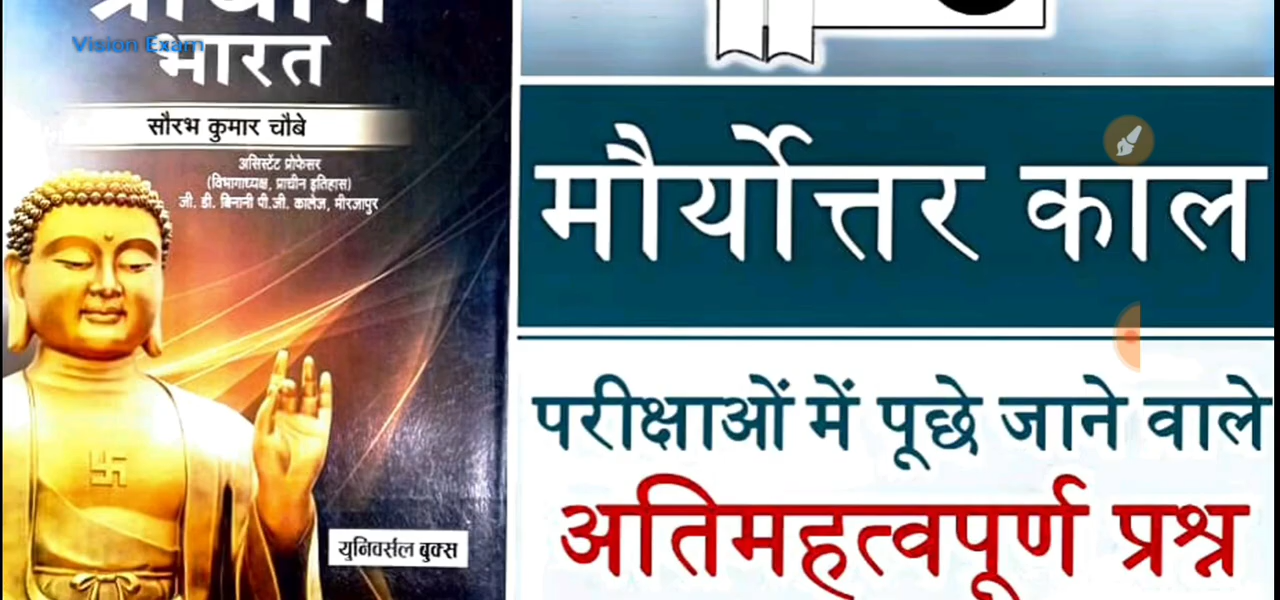 प्राचीन
Vision Exam
भारत
सौरभ कुमार चौबे
असिस्टेंट प्रोफेसर
(विभागाध्यक्ष, प्राचीन इतिहास)
जी. डी. बिनानी पी.जी. कालेज, मीरजापुर
युनिवर्सल बुक्स
मौर्योत्तर काल
परीक्षाओं में पूछे जाने वाले
अतिमहत्वपूर्ण प्रश्न